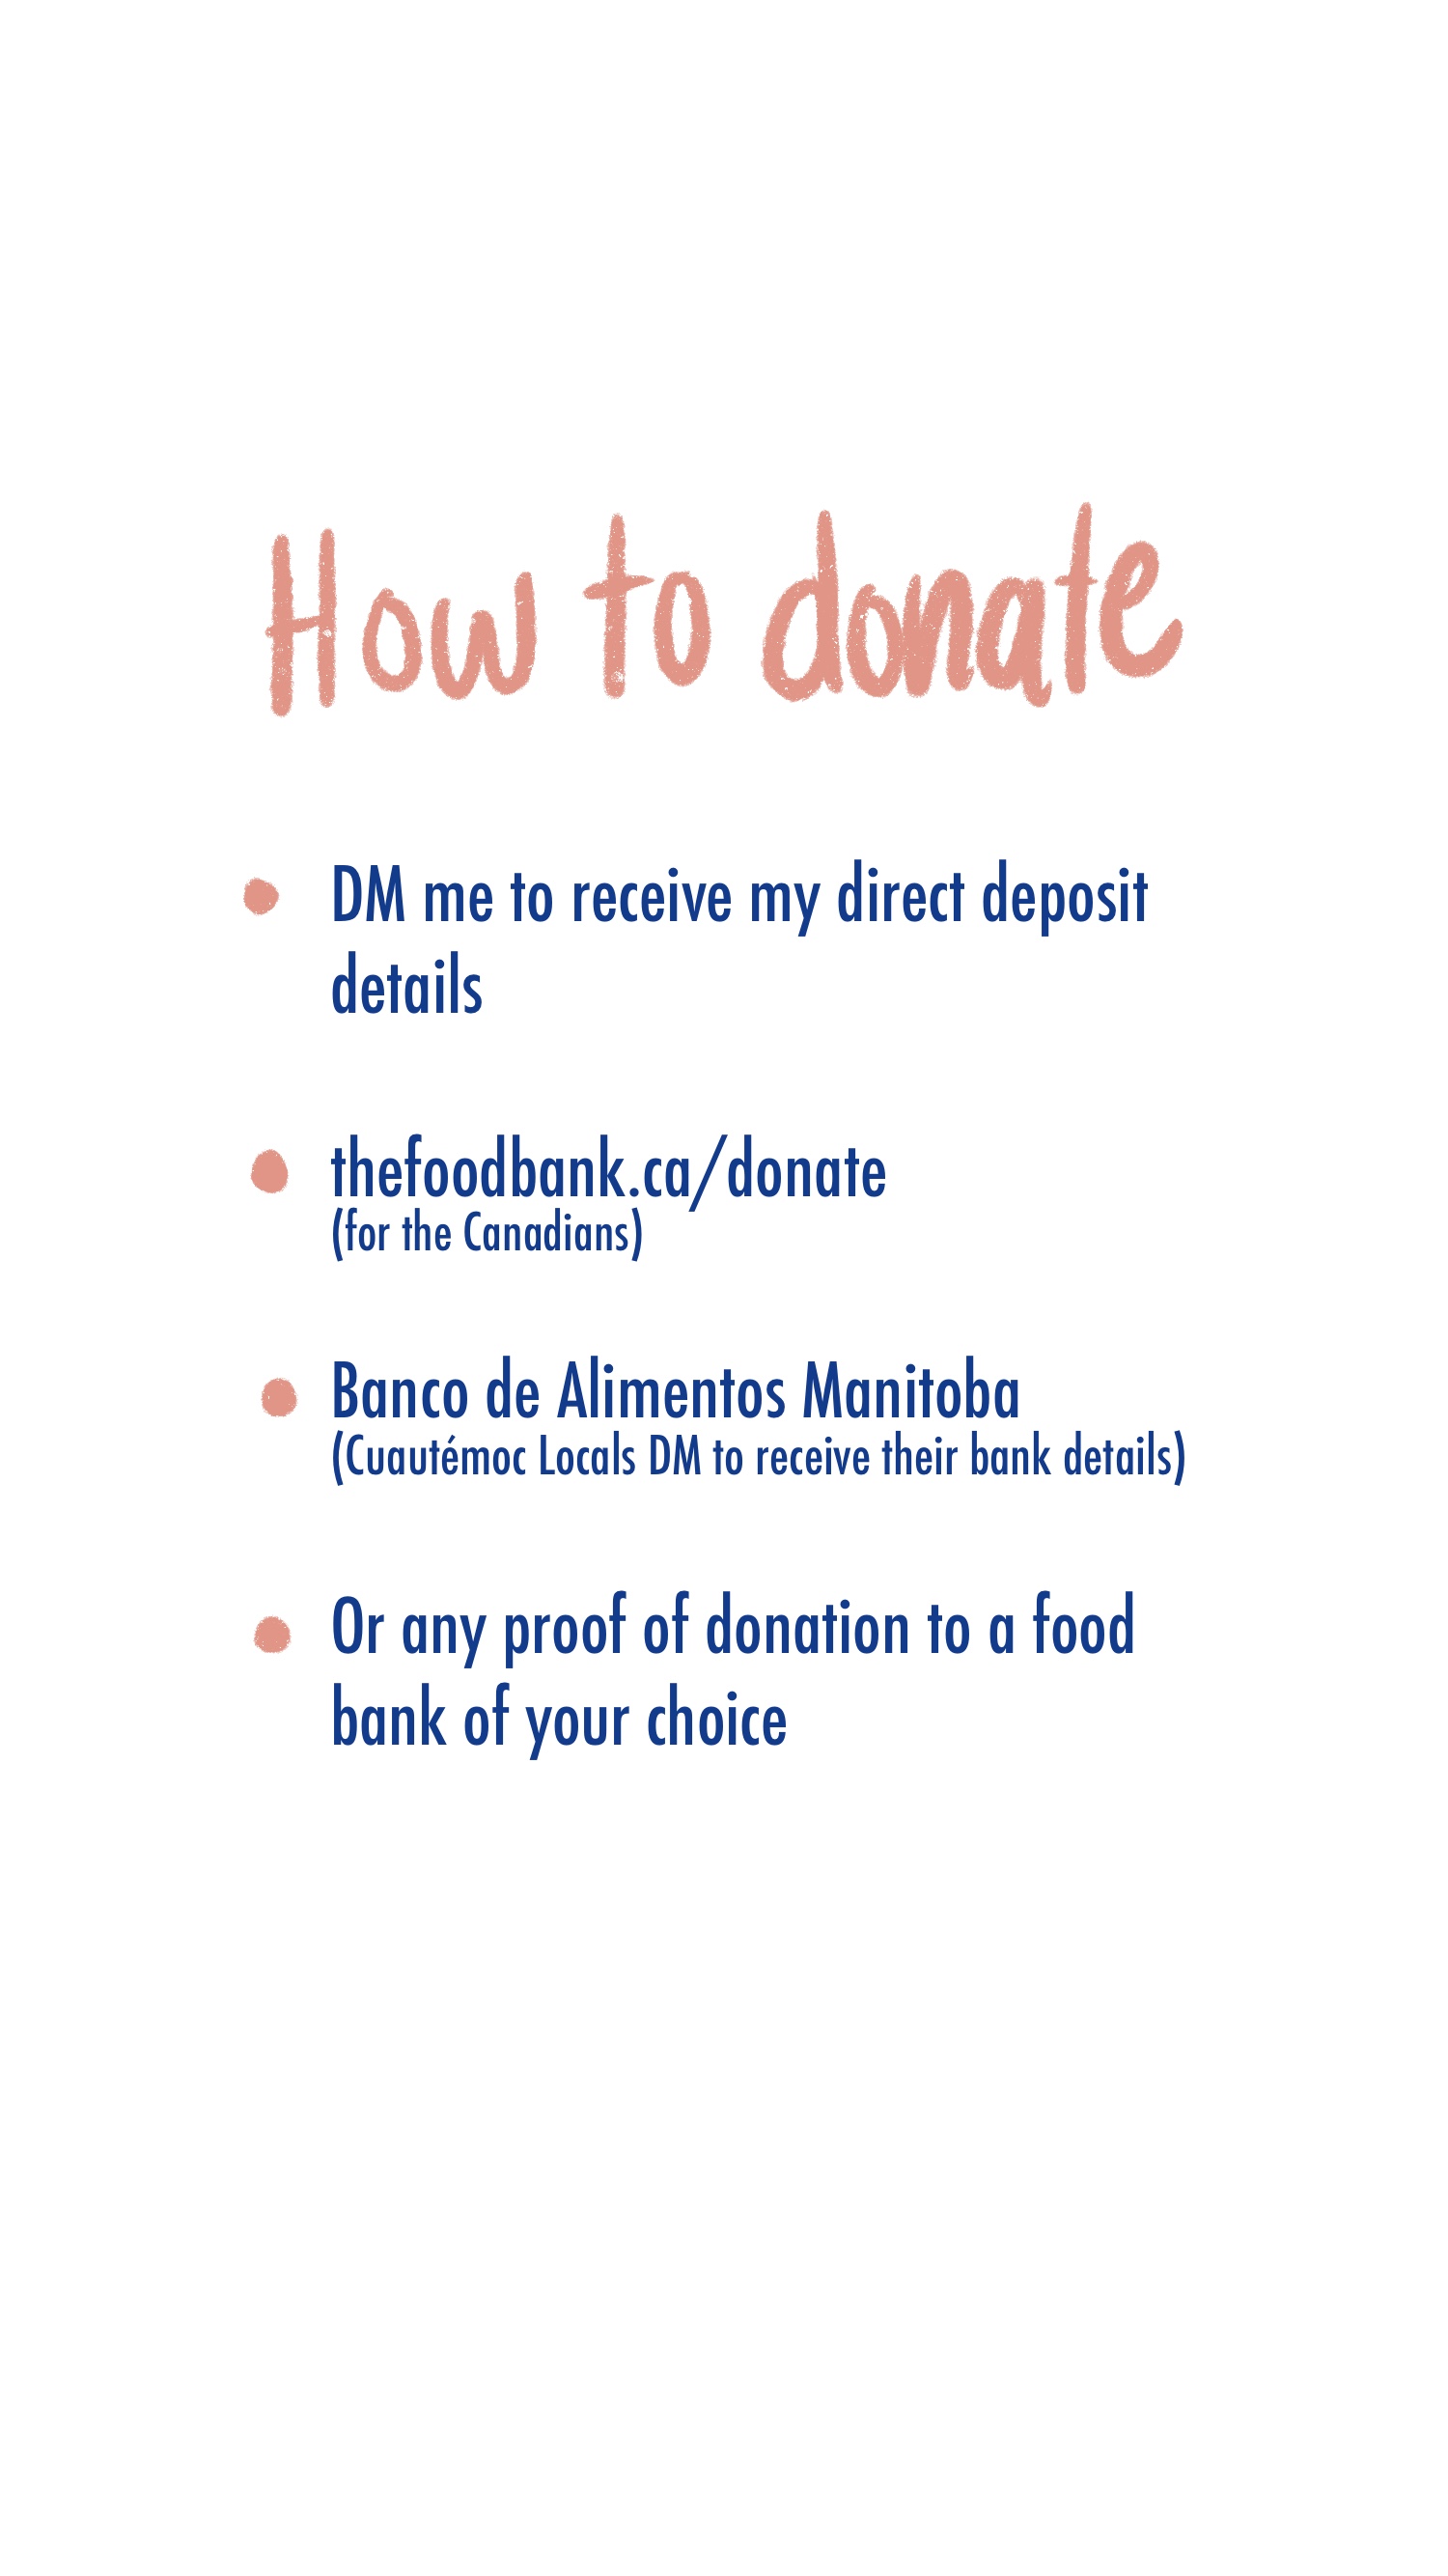 How to donate
DM me to receive my direct deposit
details
thefoodbank.ca/donate
(for the Canadians)
Banco de Alimentos Manitoba
(Cuautémoc Locals DM to receive their bank details)
Or any proof of donation to a food
bank of your choice